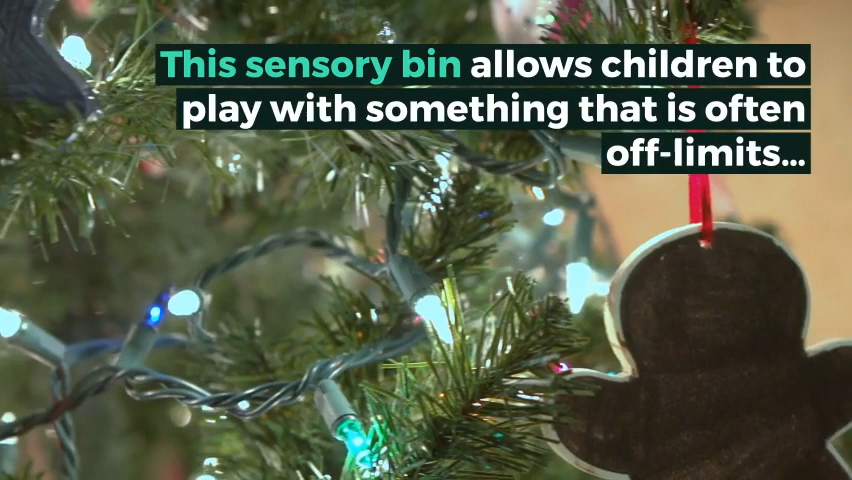 This sensory bin allows children to
play with something that is often
off-limits...